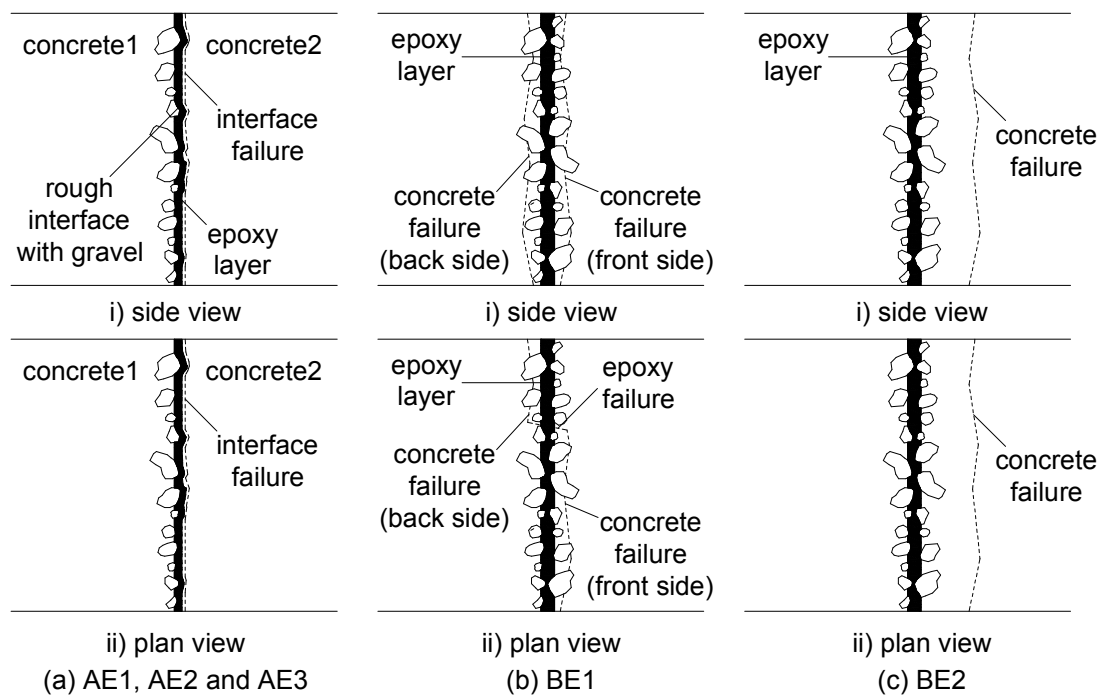 concrete1
concrete2
interface
failure
rough
interface
with gravel
epoxy
layer
i) side view
epoxy
layer
concrete
failure
(back side)
concrete
failure
(front side)
i) side view
epoxy
layer
concrete
failure
i) side view
concrete1
concrete2
interface
failure
ii) plan view
(a) AE1, AE2 and AE3
epoxy
layer
epoxy
failure
concrete
failure
(back side)
concrete
failure
(front side)
ii) plan view
(b) BE1
concrete
failure
ii) plan view
(c) BE2